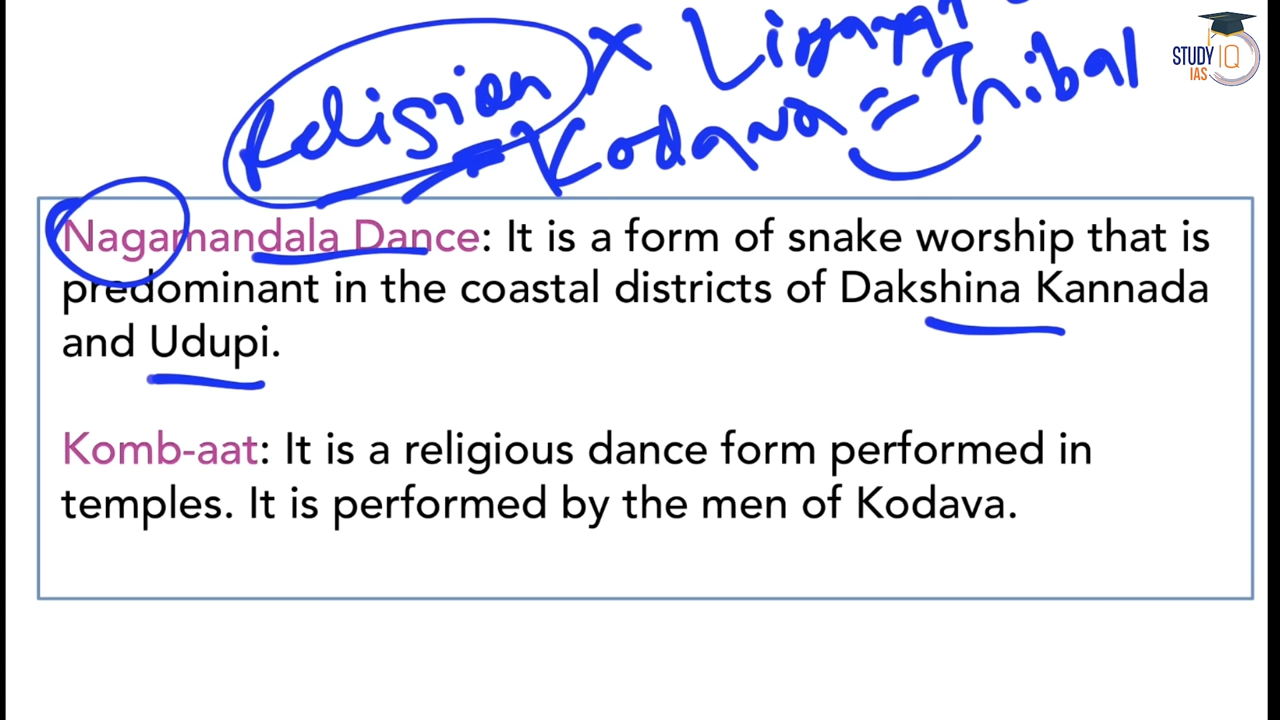 Religion x Lingayat
Kodava = Tribal
STUDY IQ
IAS
Nagamandala Dance: It is a form of snake worship that is
predominant in the coastal districts of Dakshina Kannada
and Udupi.
Komb-aat: It is a religious dance form performed in
temples. It is performed by the men of Kodava.